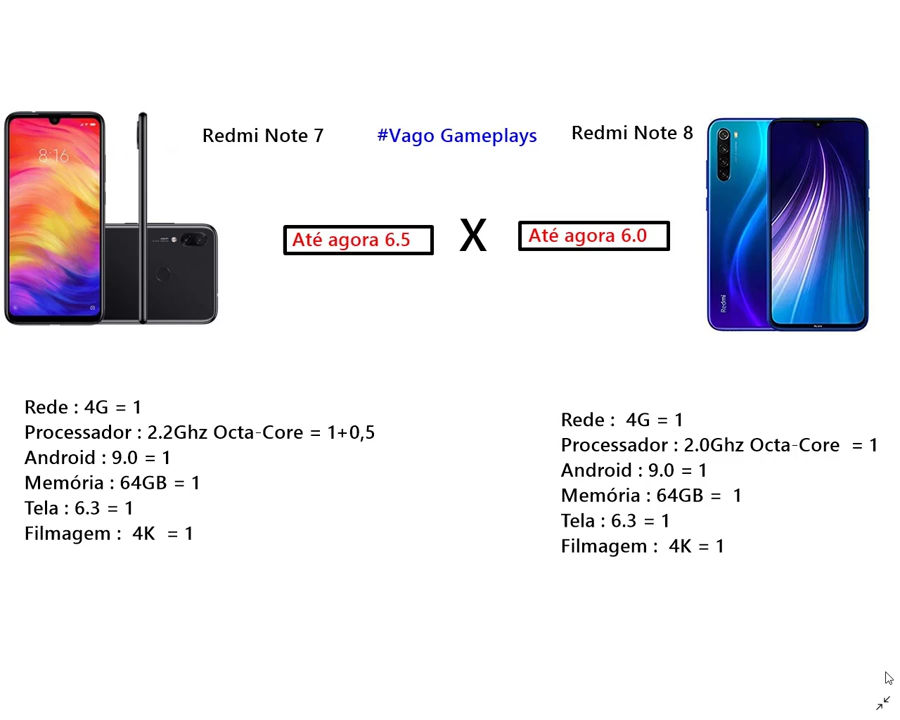 Redmi Note 7
#Vago Gameplays
Redmi Note 8
8:16
Até agora 6.5
X
Até agora 6.0
Redmi
Rede : 4G = 1
Processador : 2.2Ghz Octa-Core = 1+0,5
Android : 9.0 = 1
Memória : 64GB = 1
Tela : 6.3 = 1
Filmagem : 4K = 1
Rede : 4G = 1
Processador : 2.0Ghz Octa-Core = 1
Android : 9.0 = 1
Memória : 64GB = 1
Tela : 6.3 = 1
Filmagem : 4K = 1